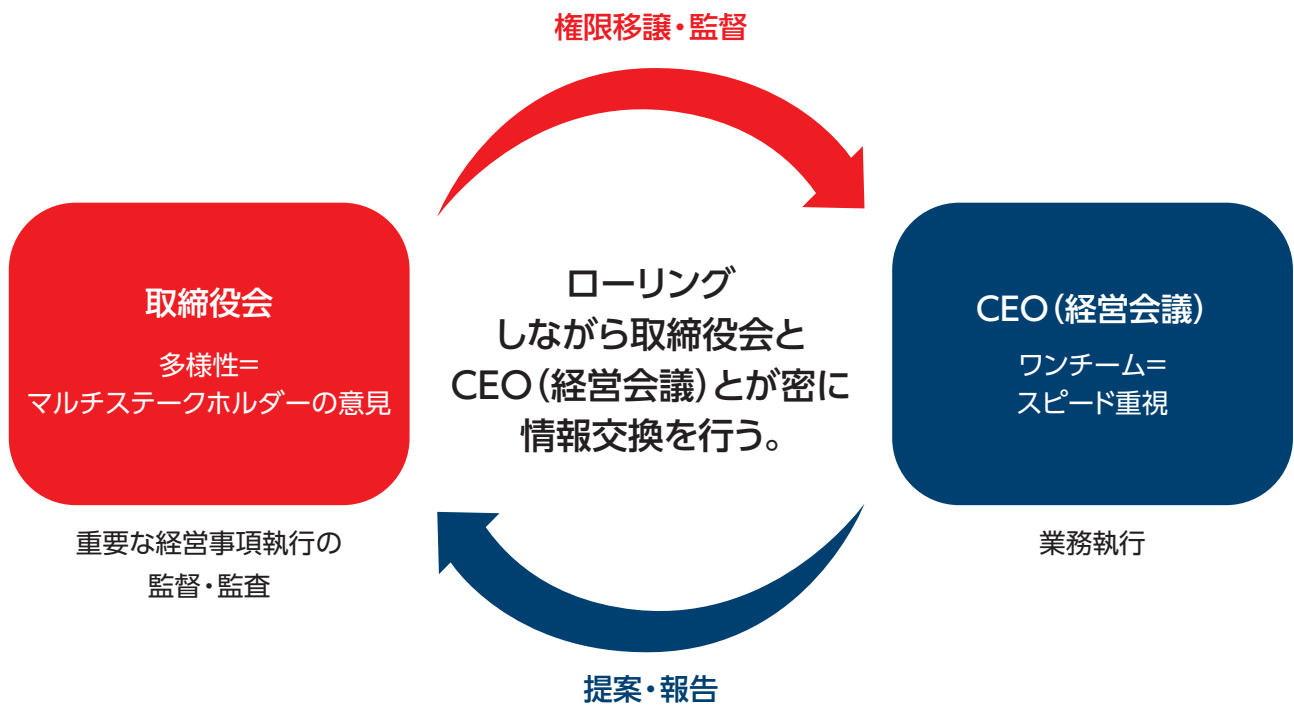 権限移譲・監督
取締役会
多様性=
マルチステークホルダーの意見
重要な経営事項執行の
監督・監査
ローリング
しながら取締役会と
CEO(経営会議)とが密に
情報交換を行う。
CEO(経営会議)
ワンチーム=
スピード重視
業務執行
提案・報告